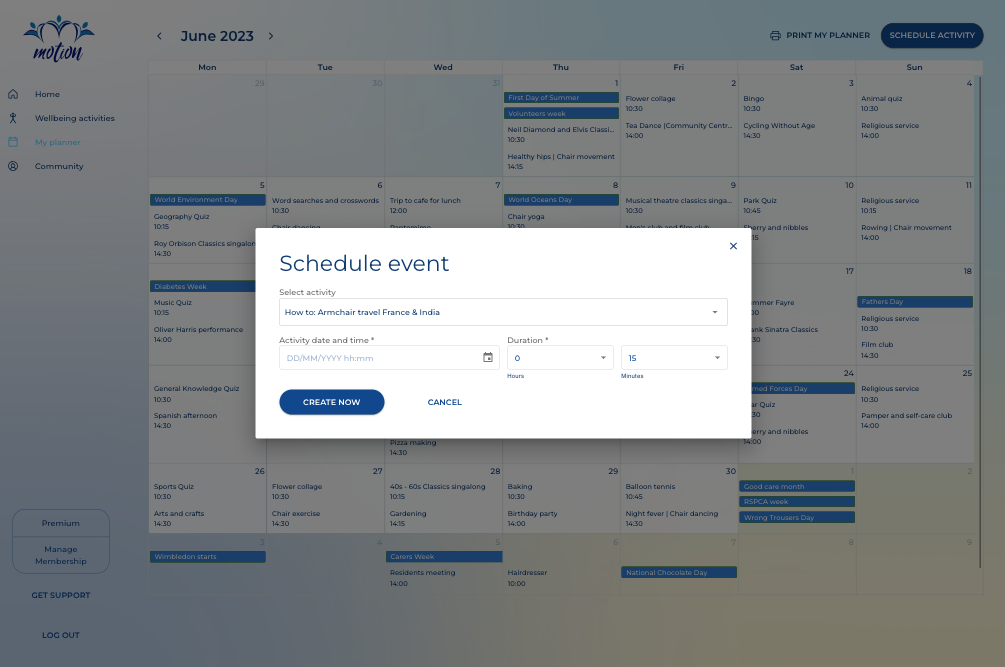 motion
Home
Wellbeing activities
My planner
Community
Premium
Manage
Membership
GET SUPPORT
LOG OUT
June 2023
PRINT MY PLANNER
SCHEDULE ACTIVITY
Mon Tue Wed Thu Fri Sat Sun
29 30 31 1 2 3 4
First Day of Summer
Volunteers week
Neil Diamond and Elvis Classi...
10:30
Healthy hips | Chair movement
14:15
Flower collage
10:30
Tea Dance (Community Centr...
14:00
Bingo
10:30
Cycling Without Age
14:30
Animal quiz
10:30
Religious service
14:00
5 6 7 8 9 10 11
World Environment Day
Geography Quiz
10:15
Roy Orbison Classics singalon
14:30
Word searches and crosswords
10:30
Chair dancing
Trip to cafe for lunch
12:00
Pantomime
World Oceans Day
Chair yoga
10:30
Musical theatre classics singa...
10:30
Men's club and film club
Park Quiz
10:45
herry and nibbles
:15
Religious service
10:15
Rowing | Chair movement
14:00
Schedule event
Select activity
How to: Armchair travel France & India
Activity date and time *
DD/MM/YYYY hh:mm
Duration *
0
Hours
15
Minutes
CREATE NOW
CANCEL
17 18
Diabetes Week
Music Quiz
10:15
Oliver Harris performance
14:00
mmer Fayre
:00
ank Sinatra Classics
14:30
Fathers Day
Religious service
10:30
Film club
14:30
24 25
General Knowledge Quiz
10:30
Spanish afternoon
14:30
Pizza making
14:30
med Forces Day
ar Quiz
:30
erry and nibbles
14:00
Religious service
10:30
Pamper and self-care club
14:00
26 27 28 29 30 1 2
Sports Quiz
10:30
Arts and crafts
14:30
Flower collage
10:30
Chair exercise
14:30
40s - 60s Classics singalong
10:15
Gardening
14:15
Baking
10:30
Birthday party
14:00
Balloon tennis
10:45
Night fever | Chair dancing
14:30
Good care month
RSPCA week
Wrong Trousers Day
3 4 5 6 7 8 9
Wimbledon starts
Carers Week
Residents meeting
14:00
Hairdresser
10:00
National Chocolate Day